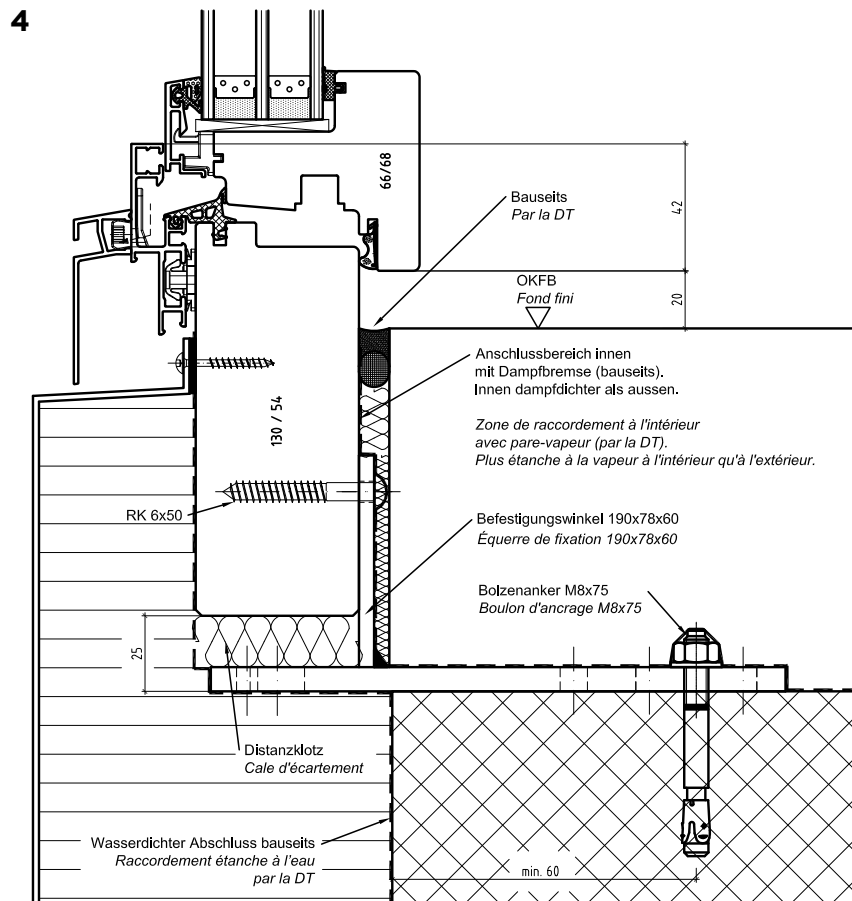 4
66/68
42
Bauseits
Par la DT
OKFB
Fond fini
20
Anschlussbereich innen
mit Dampfbremse (bauseits).
Innen dampfdichter als aussen.
Zone de raccordement à l'intérieur
avec pare-vapeur (par la DT).
Plus étanche à la vapeur à l'intérieur qu'à l'extérieur.
130 / 54
RK 6x50
Befestigungswinkel 190x78x60
Équerre de fixation 190x78x60
Bolzenanker M8x75
Boulon d'ancrage M8x75
25
Distanzklotz
Cale d'écartement
Wasserdichter Abschluss bauseits
Raccordement étanche à l'eau
par la DT
min. 60